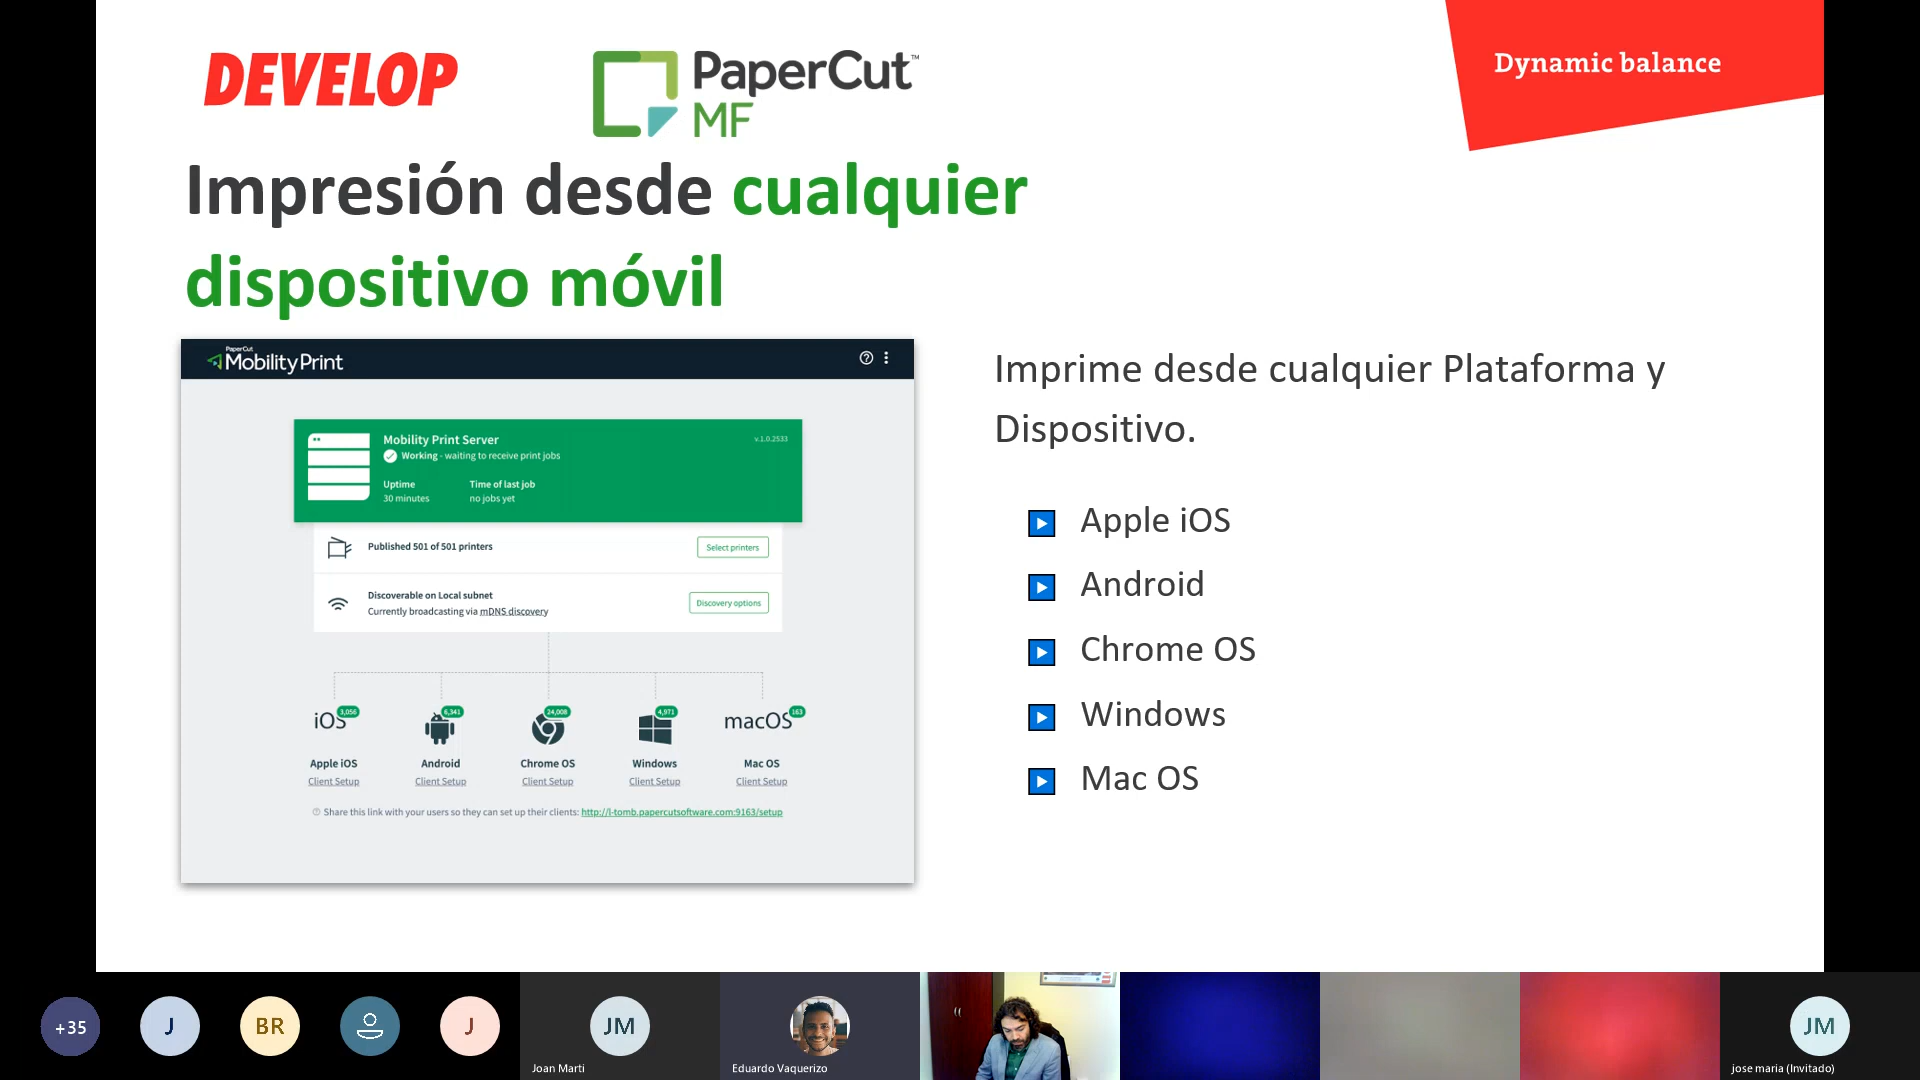 DEVELOP
PaperCut™
MF
Dynamic balance
Impresión desde cualquier
dispositivo móvil
PaperCut
Mobility Print
Mobility Print Server
v.1.0.2533
Working - waiting to receive print jobs
Uptime
Time of last job
30 minutes
no jobs yet
Published 501 of 501 printers
Select printers
Discoverable on Local subnet
Currently broadcasting via mDNS discovery
Discovery options
iOS 3,056
6,341
24,008
4,971
macOS 163
Apple iOS
Android
Chrome OS
Windows
Mac OS
Client Setup
Client Setup
Client Setup
Client Setup
Client Setup
Share this link with your users so they can set up their clients: http://l-tomb.papercutsoftware.com:9163/setup
Imprime desde cualquier Plataforma y
Dispositivo.
Apple iOS
Android
Chrome OS
Windows
Mac OS
+35
J
BR
J
JM
Joan Marti
Eduardo Vaquerizo
JM
jose maria (Invitado)